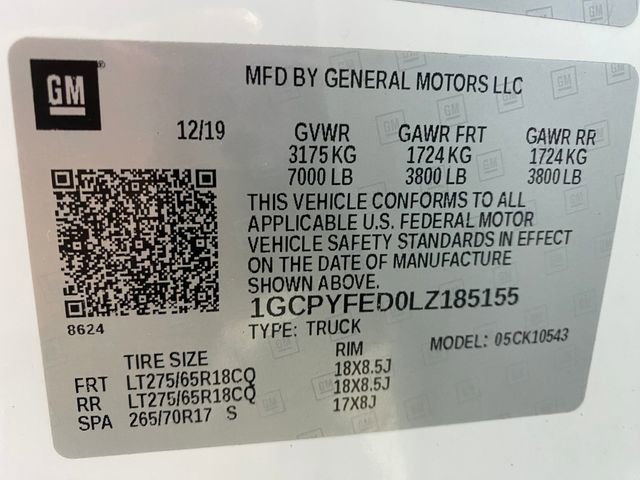 GM
MFD BY GENERAL MOTORS LLC
12/19 GVWR GAWR FRT GAWR RR
3175 KG 1724 KG 1724 KG
7000 LB 3800 LB 3800 LB
THIS VEHICLE CONFORMS TO ALL
APPLICABLE U.S. FEDERAL MOTOR
VEHICLE SAFETY STANDARDS IN EFFECT
ON THE DATE OF MANUFACTURE
SHOWN ABOVE.
1GCPYFED0LZ185155
8624
TYPE: TRUCK MODEL: 05CK10543
TIRE SIZE RIM
FRT LT275/65R18CQ 18X8.5J
RR LT275/65R18CQ 18X8.5J
SPA 265/70R17 S 17X8J